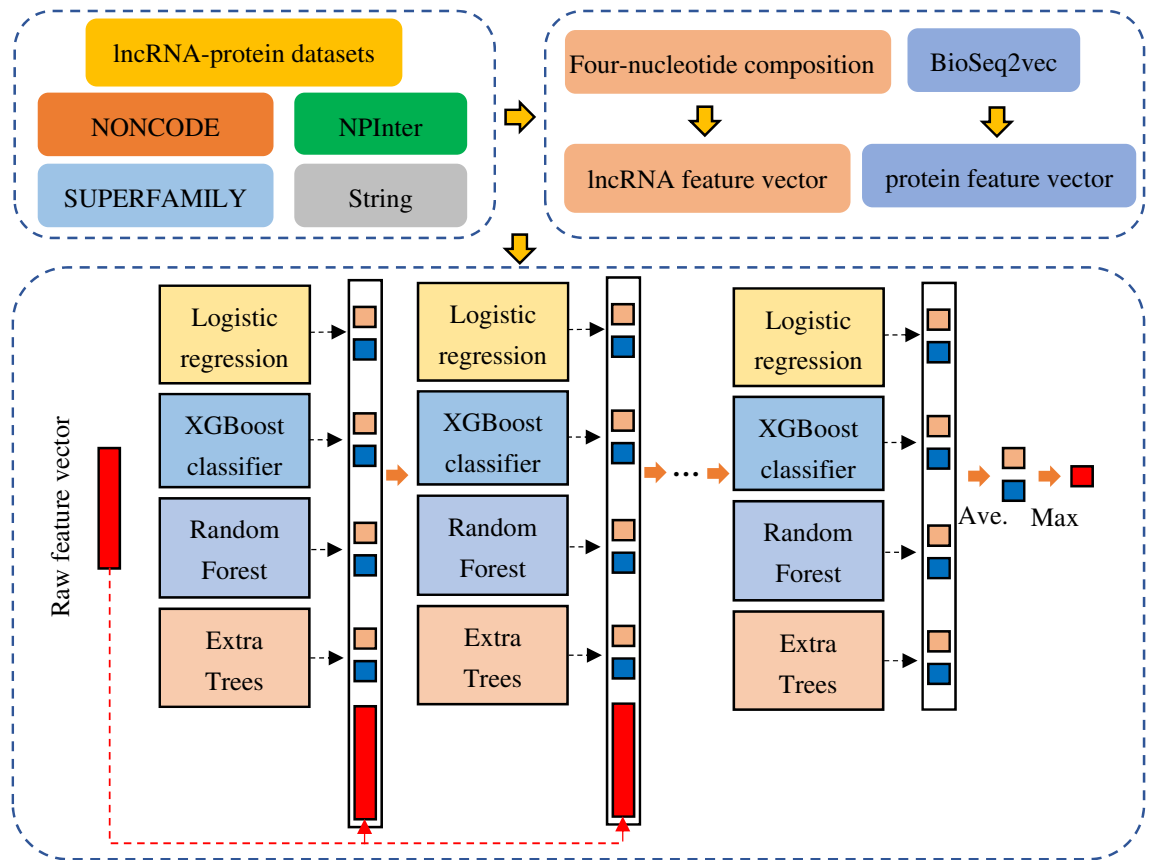 lncRNA-protein datasets
NONCODE
NPInter
SUPERFAMILY
String
Four-nucleotide composition
BioSeq2vec
lncRNA feature vector
protein feature vector
Raw feature vector
Logistic
regression
XGBoost
classifier
Random
Forest
Extra
Trees
Logistic
regression
XGBoost
classifier
Random
Forest
Extra
Trees
...
Logistic
regression
XGBoost
classifier
Random
Forest
Extra
Trees
Ave.
Max